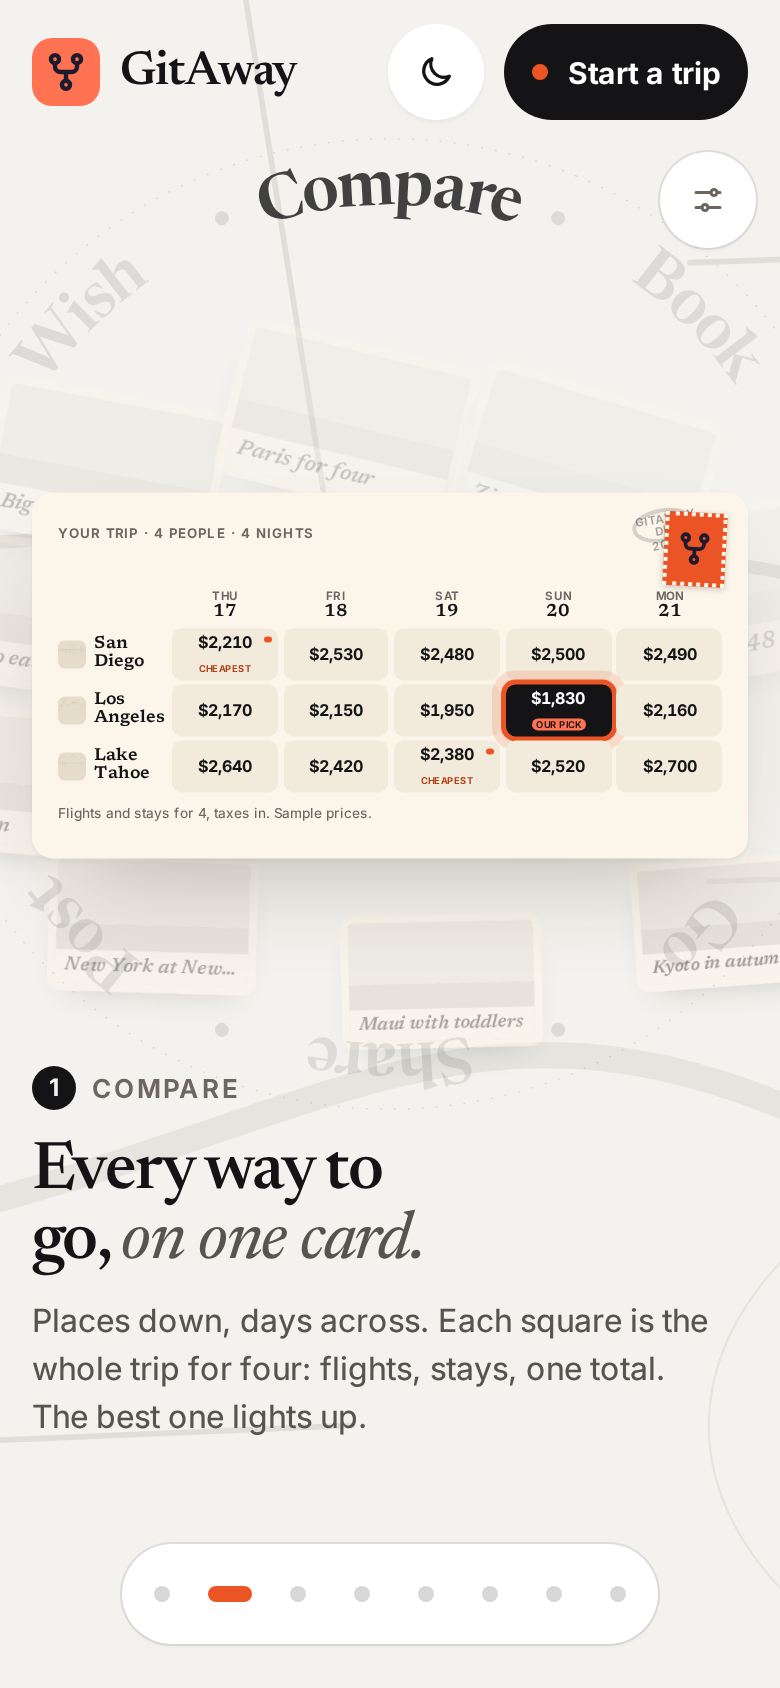 GitAway
Start a trip
Compare
Wish
Book
Paris for four
Big
YOUR TRIP · 4 PEOPLE · 4 NIGHTS
THU FRI SAT SUN MON
17 18 19 20 21
San Diego $2,210 $2,530 $2,480 $2,500 $2,490
CHEAPEST
Los Angeles $2,170 $2,150 $1,950 $1,830 $2,160
OUR PICK
Lake Tahoe $2,640 $2,420 $2,380 $2,520 $2,700
CHEAPEST
Flights and stays for 4, taxes in. Sample prices.
48
Post
Go
New York at New...
Kyoto in autum
Maui with toddlers
Share
1 COMPARE
Every way to
go, on one card.
Places down, days across. Each square is the
whole trip for four: flights, stays, one total.
The best one lights up.